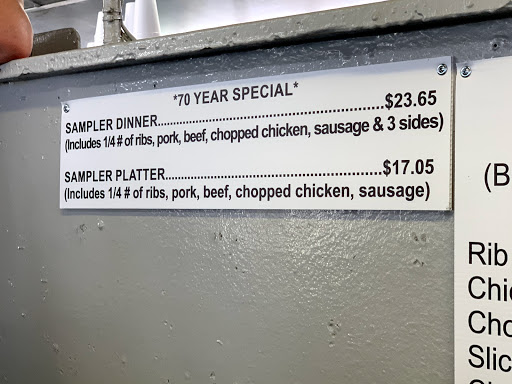 *70 YEAR SPECIAL*
SAMPLER DINNER..................................................$23.65
(Includes 1/4 # of ribs, pork, beef, chopped chicken, sausage & 3 sides)
SAMPLER PLATTER................................................$17.05
(Includes 1/4 # of ribs, pork, beef, chopped chicken, sausage)
(B
Rib
Chi
Cho
Slic